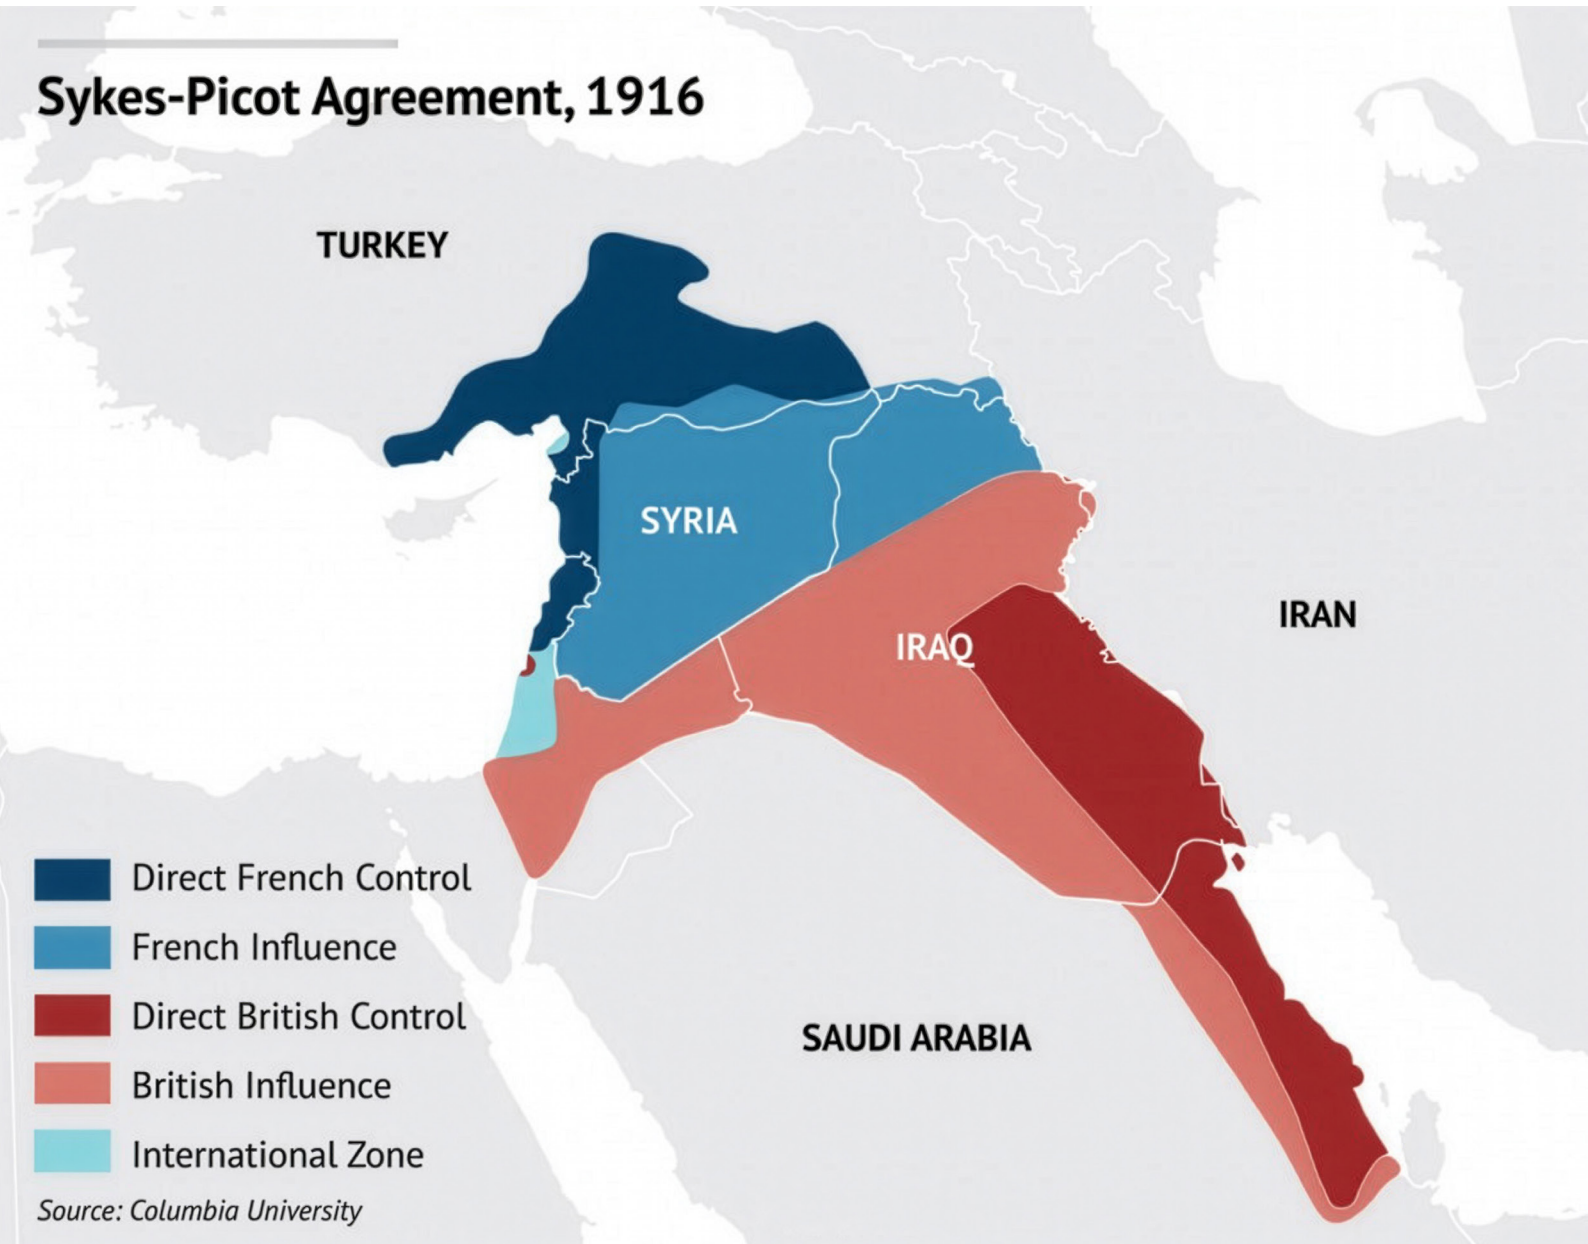 Sykes-Picot Agreement, 1916
TURKEY
SYRIA
IRAN
IRAQ
SAUDI ARABIA
Direct French Control
French Influence
Direct British Control
British Influence
International Zone
Source: Columbia University